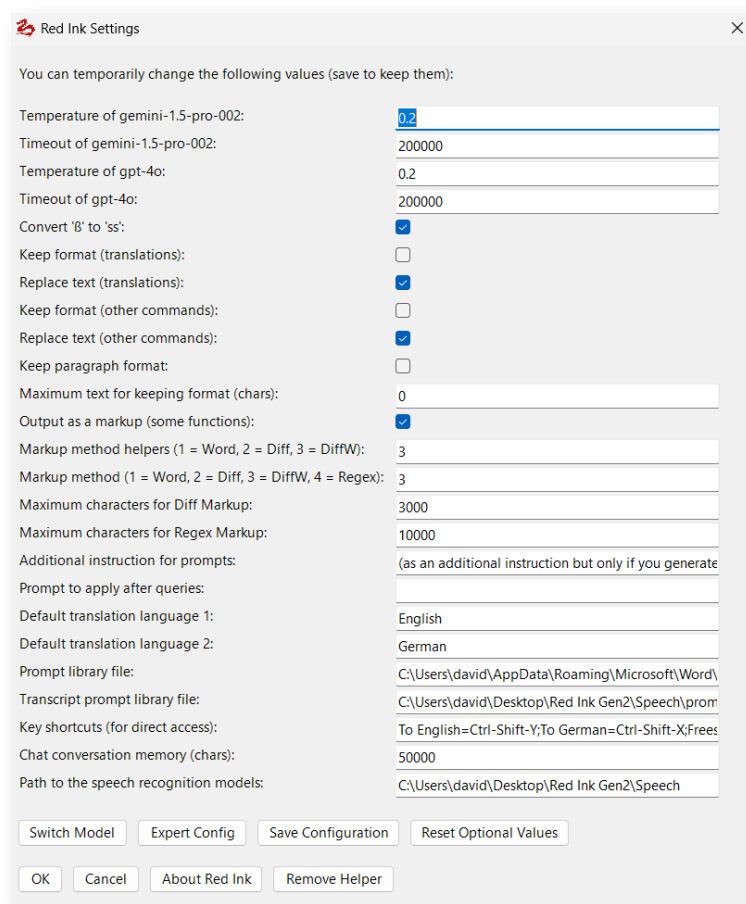 Red Ink Settings
You can temporarily change the following values (save to keep them):
Temperature of gemini-1.5-pro-002: 0.2
Timeout of gemini-1.5-pro-002: 200000
Temperature of gpt-4o: 0.2
Timeout of gpt-4o: 200000
Convert 'ß' to 'ss':
Keep format (translations):
Replace text (translations):
Keep format (other commands):
Replace text (other commands):
Keep paragraph format:
Maximum text for keeping format (chars): 0
Output as a markup (some functions):
Markup method helpers (1 = Word, 2 = Diff, 3 = DiffW): 3
Markup method (1 = Word, 2 = Diff, 3 = DiffW, 4 = Regex): 3
Maximum characters for Diff Markup: 3000
Maximum characters for Regex Markup: 10000
Additional instruction for prompts: (as an additional instruction but only if you generate
Prompt to apply after queries:
Default translation language 1: English
Default translation language 2: German
Prompt library file: C:\Users\david\AppData\Roaming\Microsoft\Word\
Transcript prompt library file: C:\Users\david\Desktop\Red Ink Gen2\Speech\prom
Key shortcuts (for direct access): To English=Ctrl-Shift-Y;To German=Ctrl-Shift-X;Frees
Chat conversation memory (chars): 50000
Path to the speech recognition models: C:\Users\david\Desktop\Red Ink Gen2\Speech
Switch Model Expert Config Save Configuration Reset Optional Values
OK Cancel About Red Ink Remove Helper